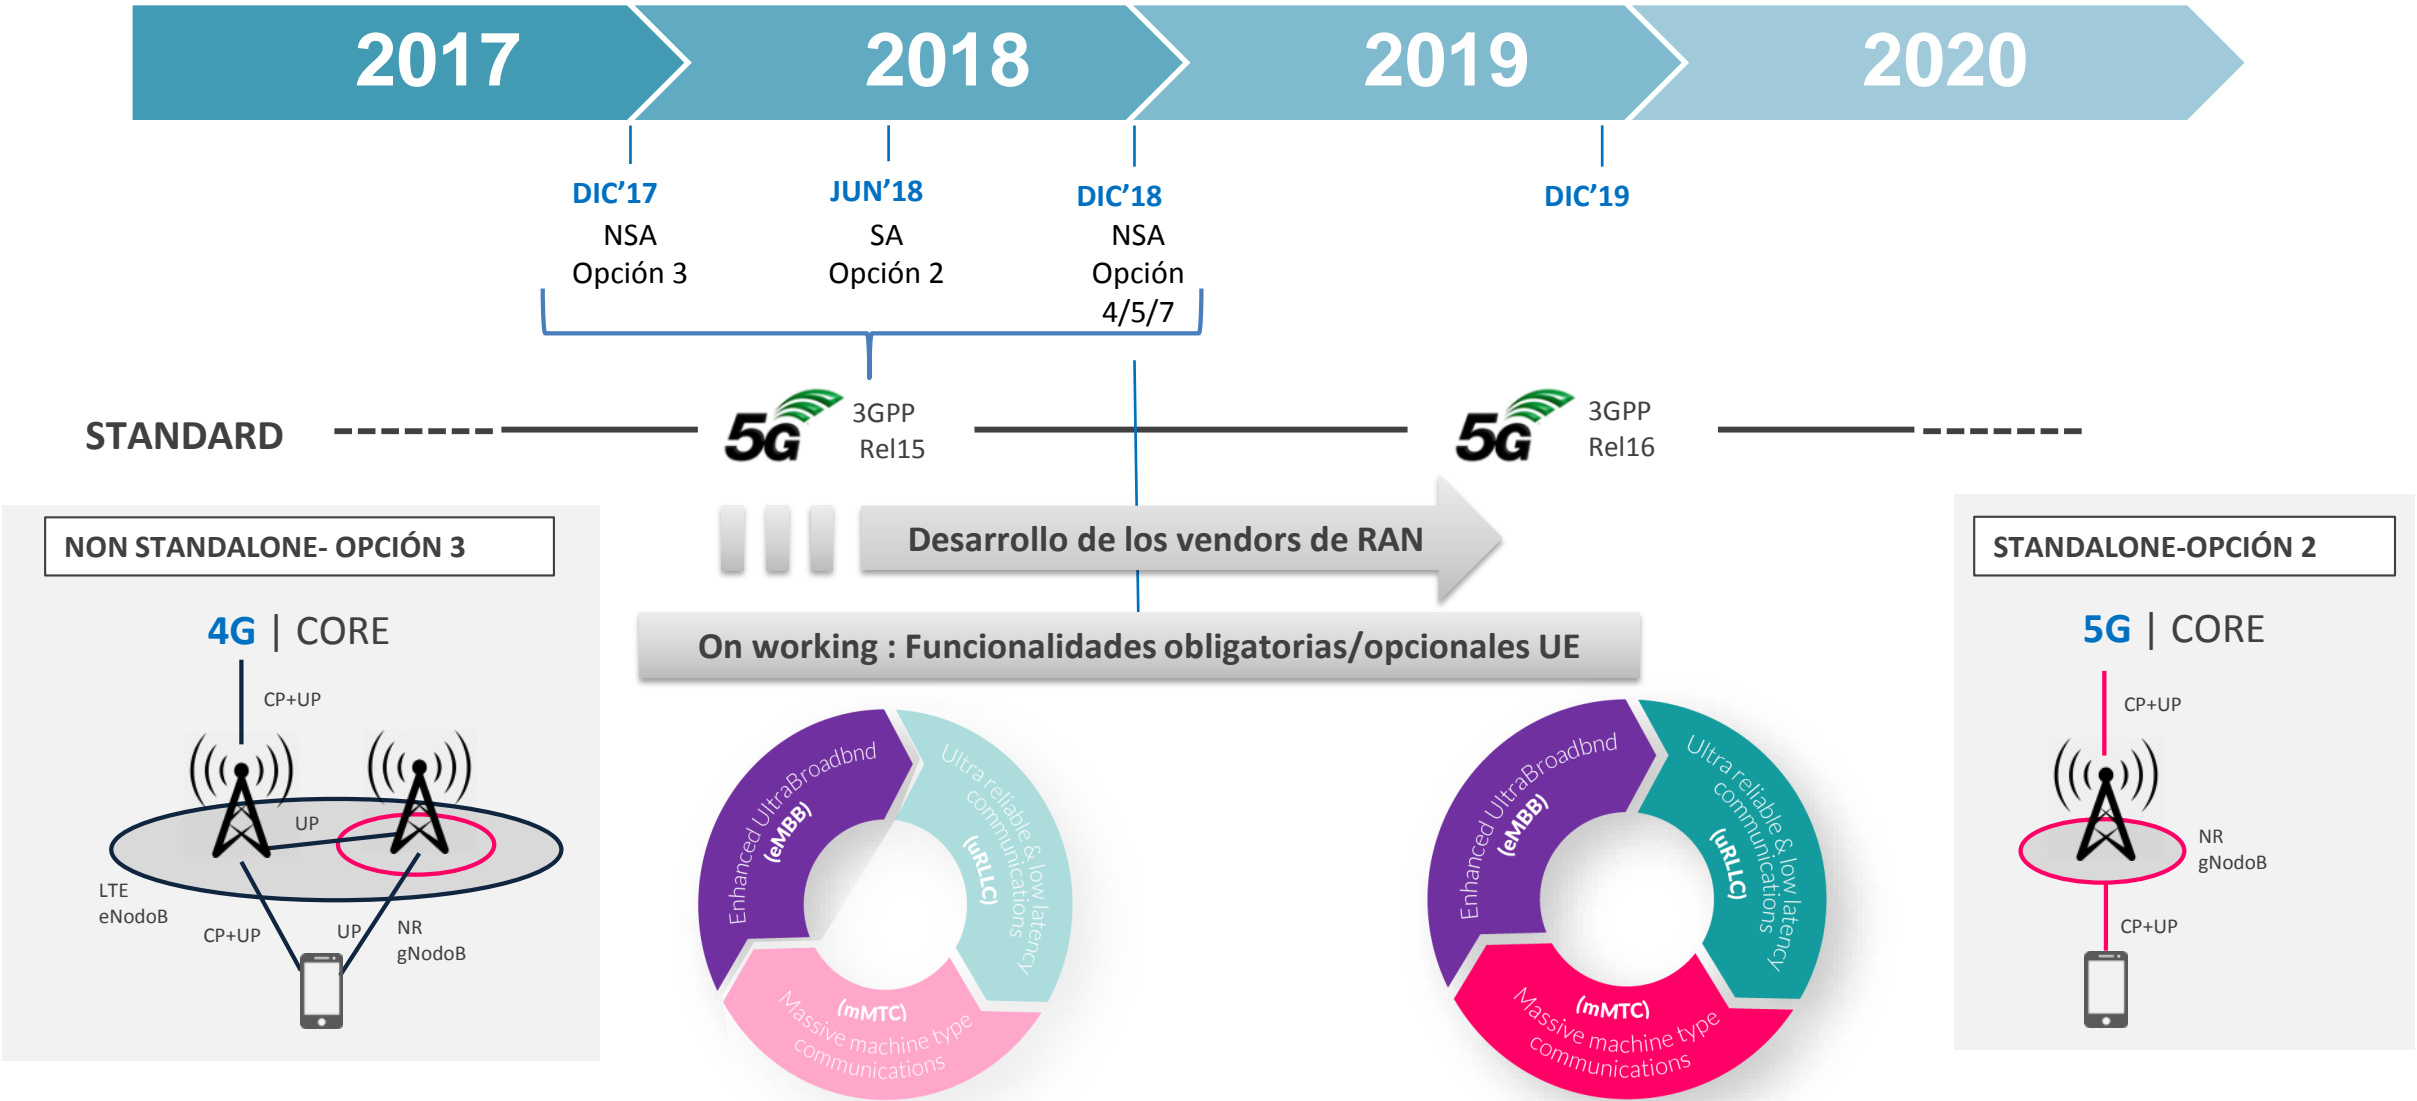 2017
2018
2019
2020
DIC’17
NSA
Opción 3
JUN’18
SA
Opción 2
DIC’18
NSA
Opción
4/5/7
DIC’19
STANDARD
5G
3GPP
Rel15
5G
3GPP
Rel16
Desarrollo de los vendors de RAN
On working : Funcionalidades obligatorias/opcionales UE
NON STANDALONE- OPCIÓN 3
4G | CORE
CP+UP
UP
LTE
eNodoB
CP+UP
UP
NR
gNodoB
Enhanced UltraBroadbnd
(eMBB)
Ultra reliable & low latency
communications
(uRLLC)
(mMTC)
Massive machine type
communications
Enhanced UltraBroadbnd
(eMBB)
Ultra reliable & low latency
communications
(uRLLC)
(mMTC)
Massive machine type
communications
STANDALONE-OPCIÓN 2
5G | CORE
CP+UP
NR
gNodoB
CP+UP